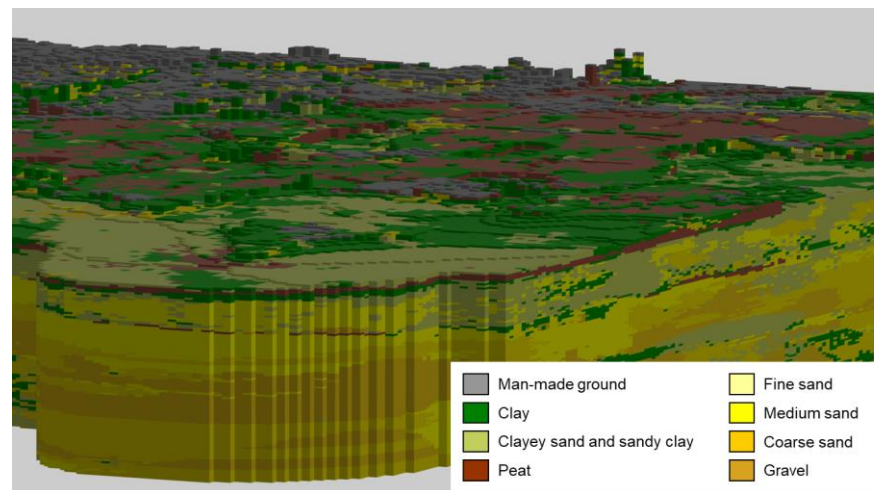 Man-made ground
Clay
Clayey sand and sandy clay
Peat
Fine sand
Medium sand
Coarse sand
Gravel